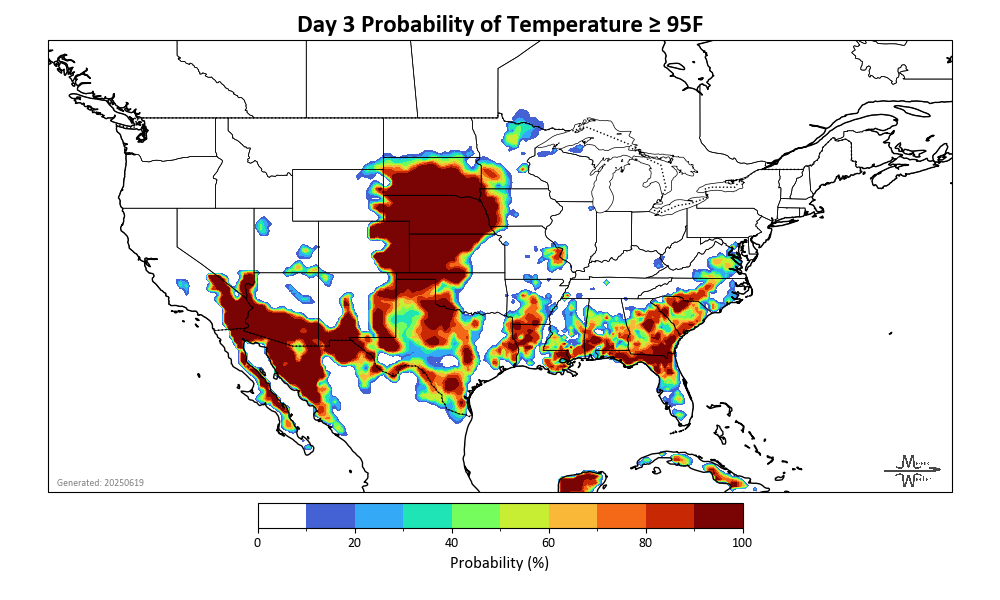 Day 3 Probability of Temperature ≥ 95F
Generated: 20250619
0 20 40 60 80 100
Probability (%)